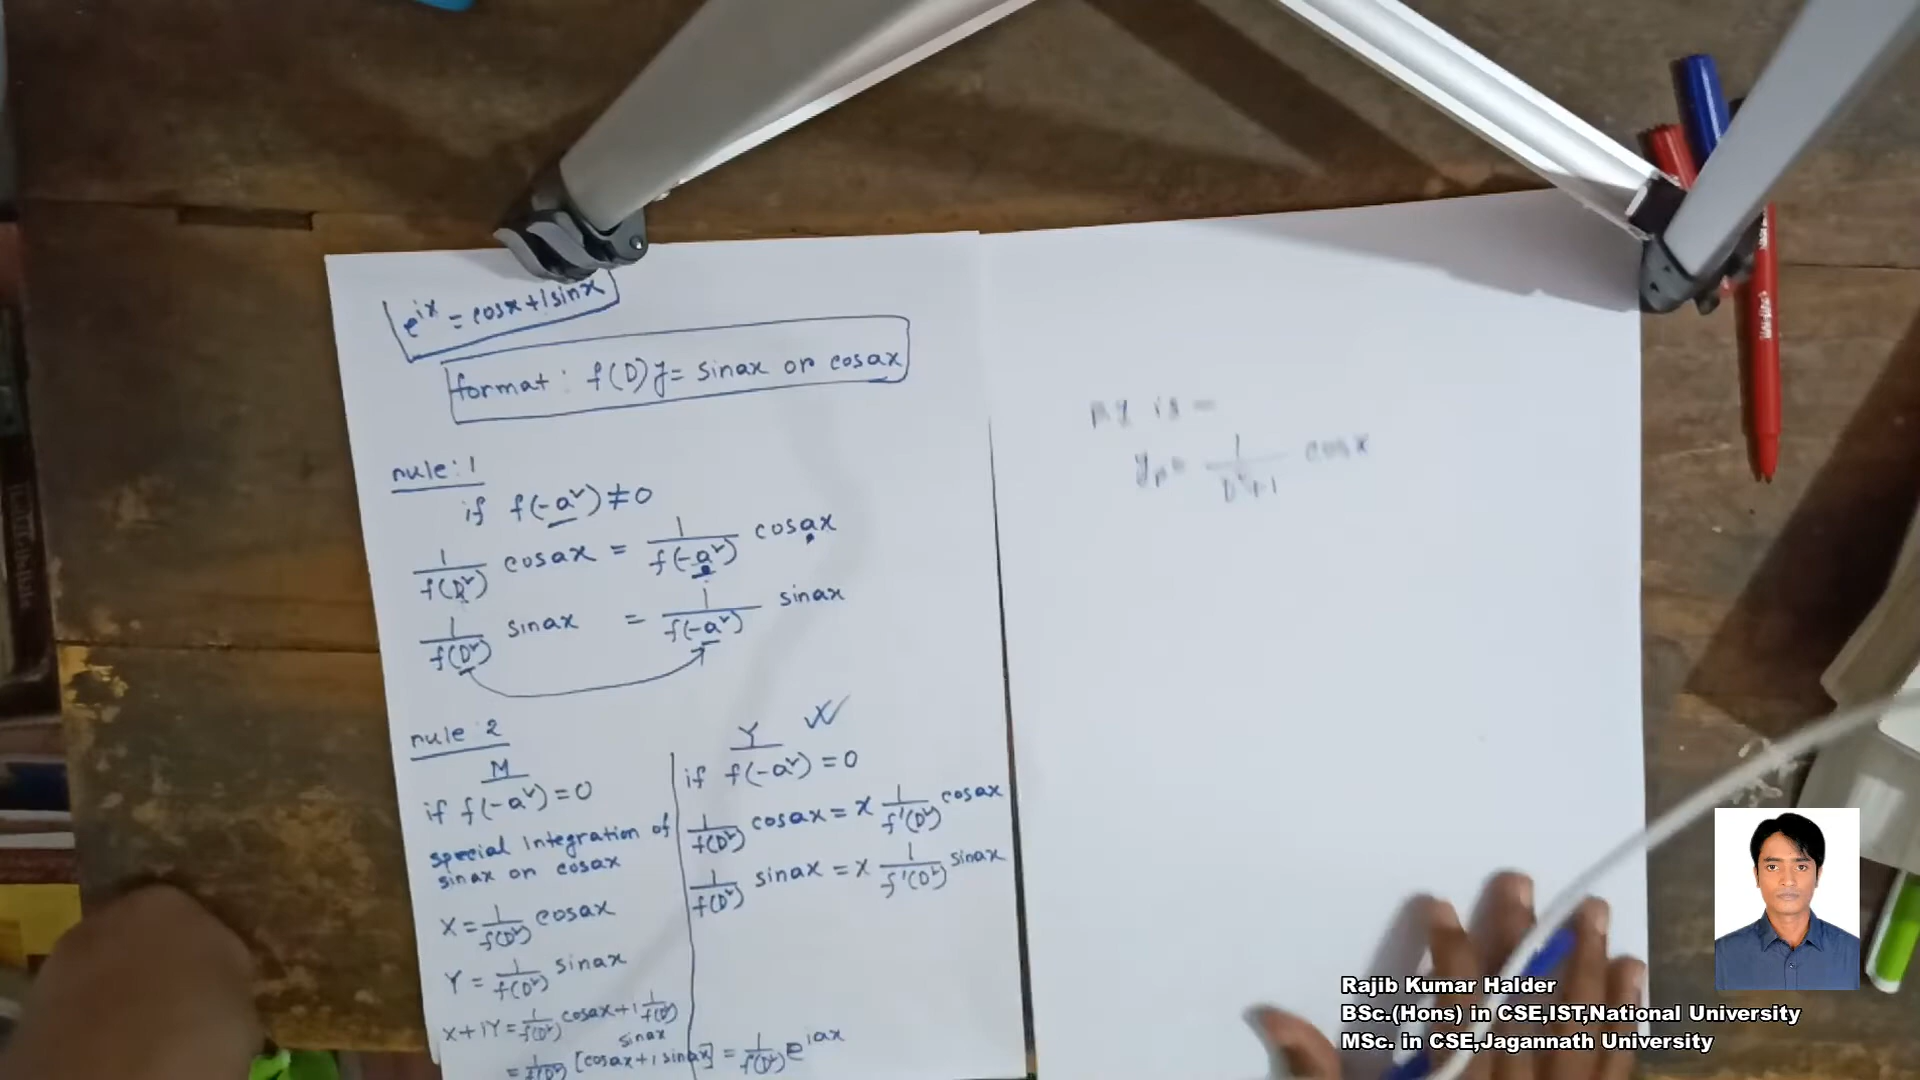 e^ix = cosx+isinx
format: f(D)y = sinax or cosax
rule:1
if f(-a²) ≠ 0
1/f(D²) cosax = 1/f(-a²) cosax
1/f(D²) sinax = 1/f(-a²) sinax
rule 2
M
if f(-a²) = 0
special integration of
sinax or cosax
X = 1/f(D²) cosax
Y = 1/f(D²) sinax
X+iY = 1/f(D²) cosax + i 1/f(D²)
sinax
= 1/f(D²) [cosax+i sinax] = 1/f(D²) e^iax
Y
if f(-a²) = 0
1/f(D²) cosax = x 1/f'(D²) cosax
1/f(D²) sinax = x 1/f'(D²) sinax
is =
yp = 1/D²+1 cosx
Rajib Kumar Halder
BSc.(Hons) in CSE,IST,National University
MSc. in CSE,Jagannath University